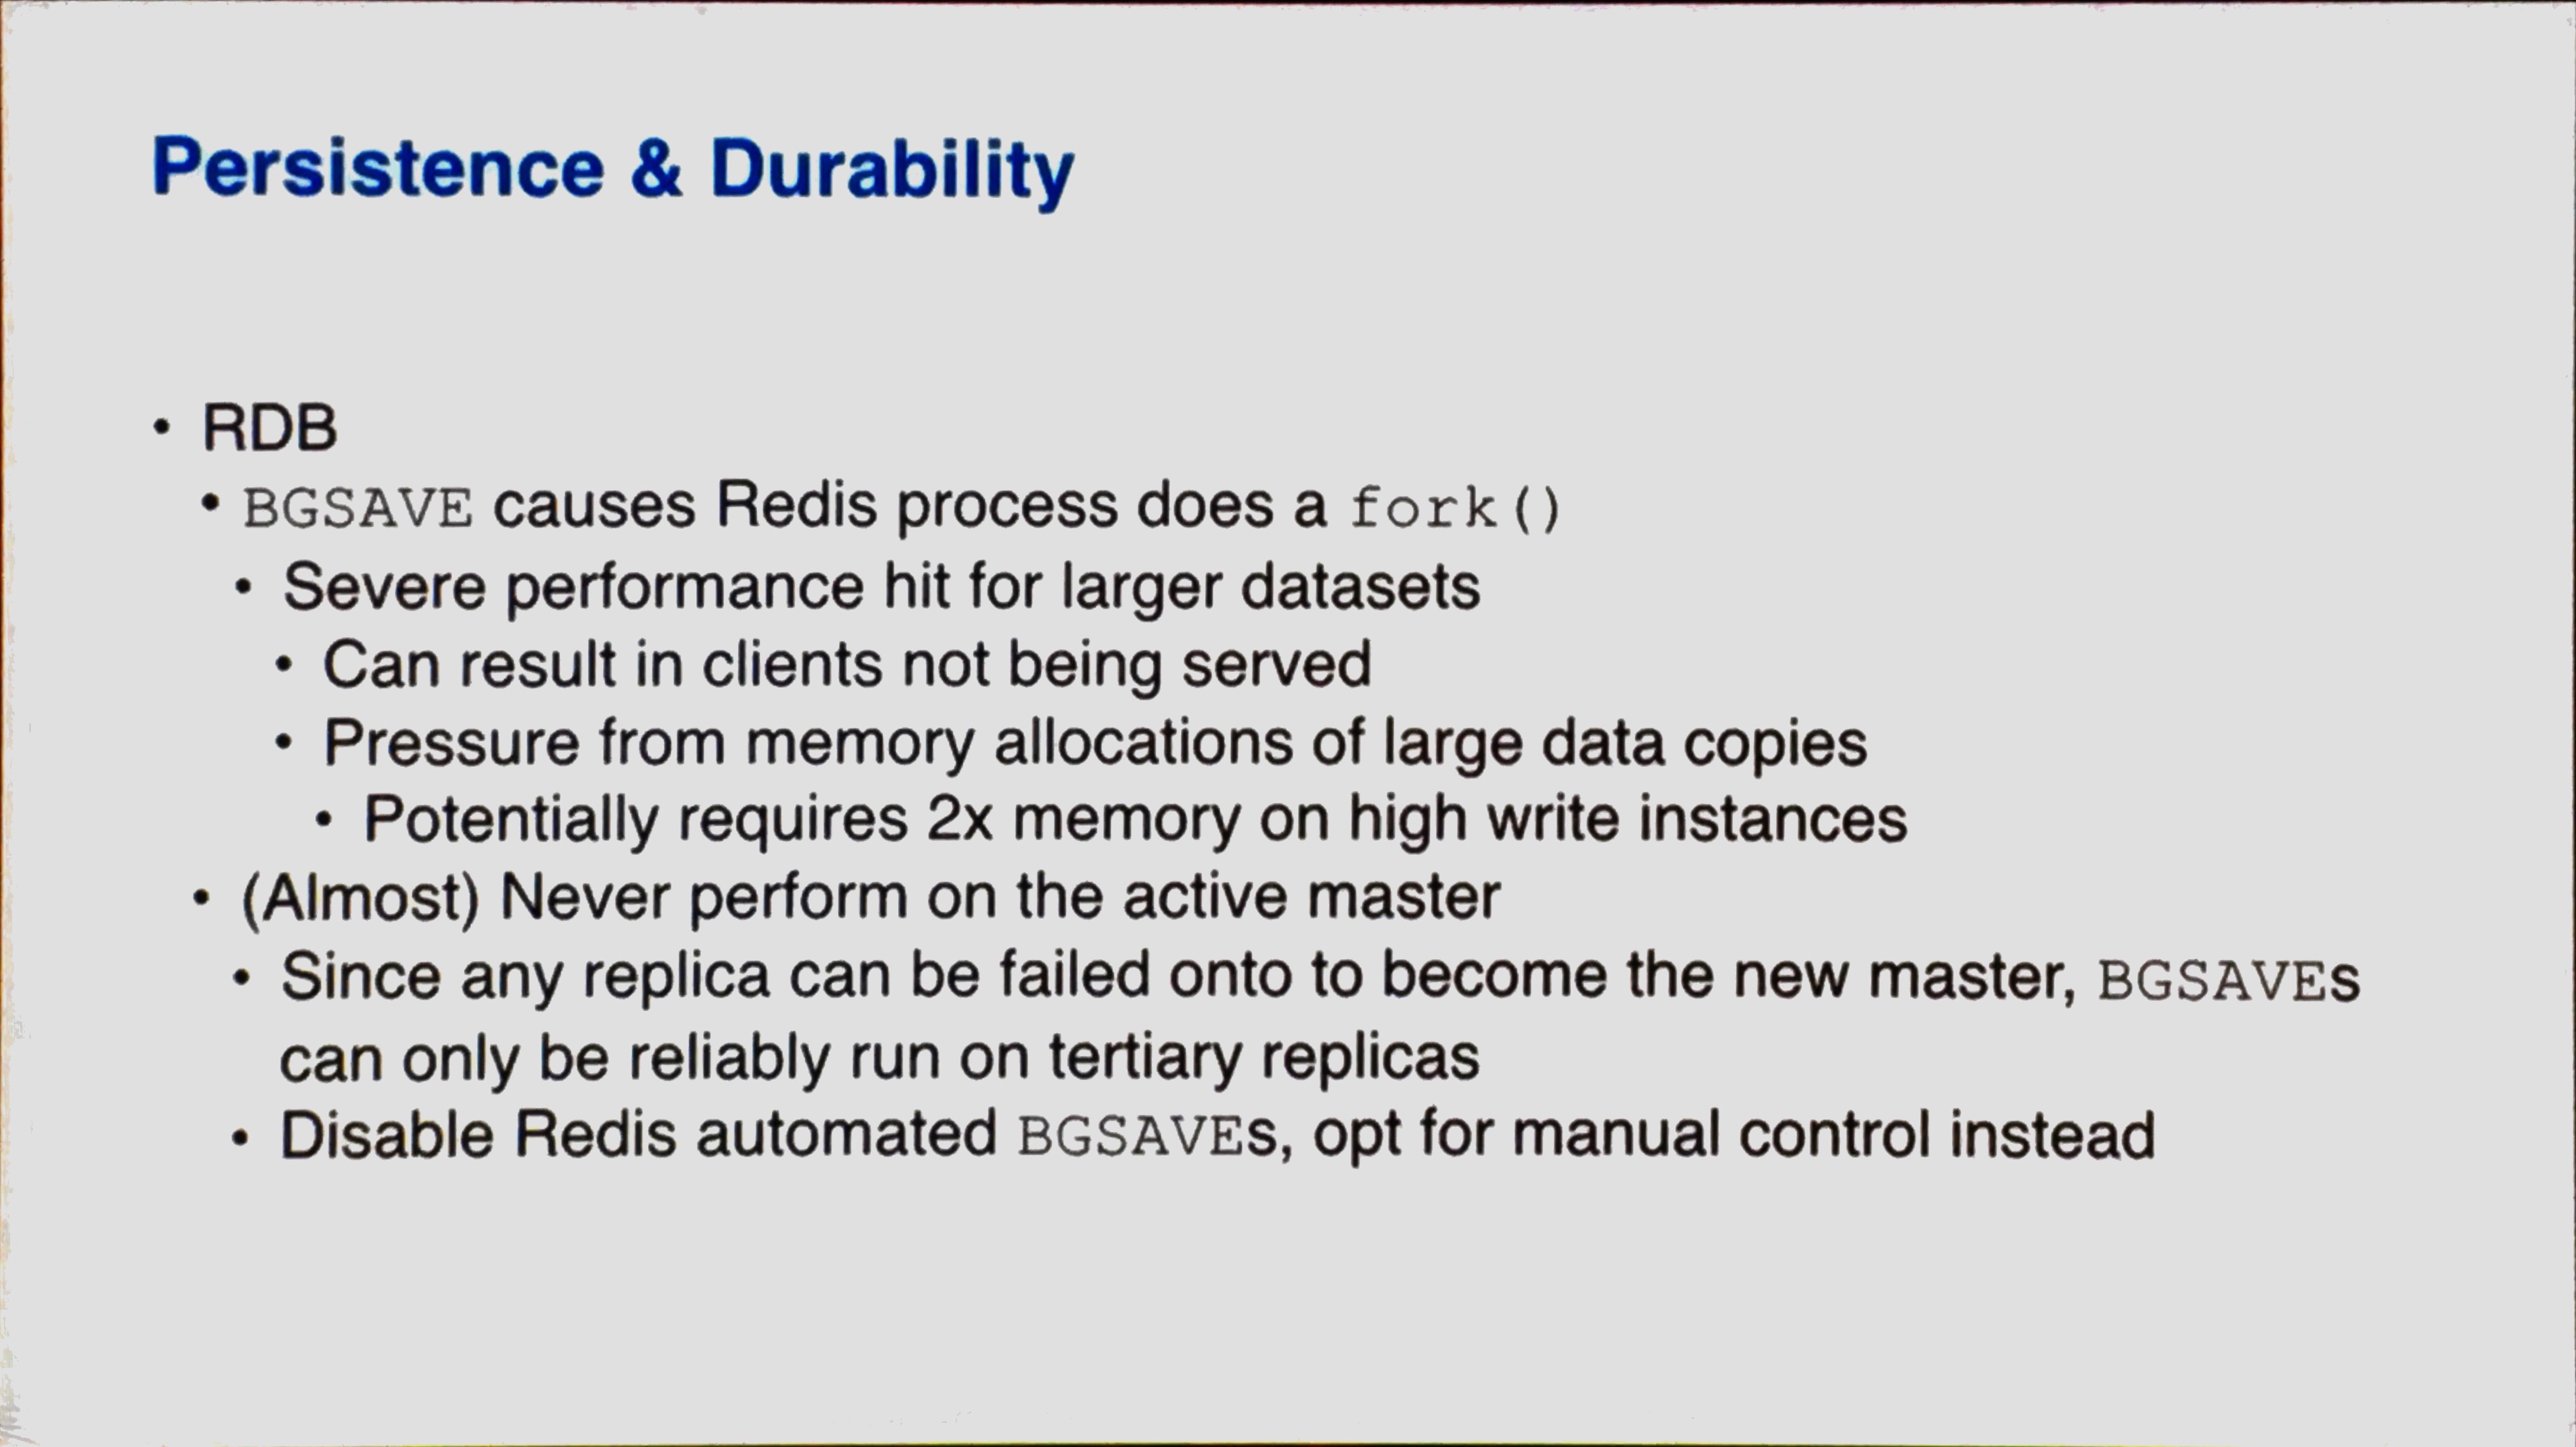 Persistence & Durability
• RDB
• BGSAVE causes Redis process does a fork()
• Severe performance hit for larger datasets
• Can result in clients not being served
• Pressure from memory allocations of large data copies
• Potentially requires 2x memory on high write instances
• (Almost) Never perform on the active master
• Since any replica can be failed onto to become the new master, BGSAVEs
can only be reliably run on tertiary replicas
• Disable Redis automated BGSAVEs, opt for manual control instead